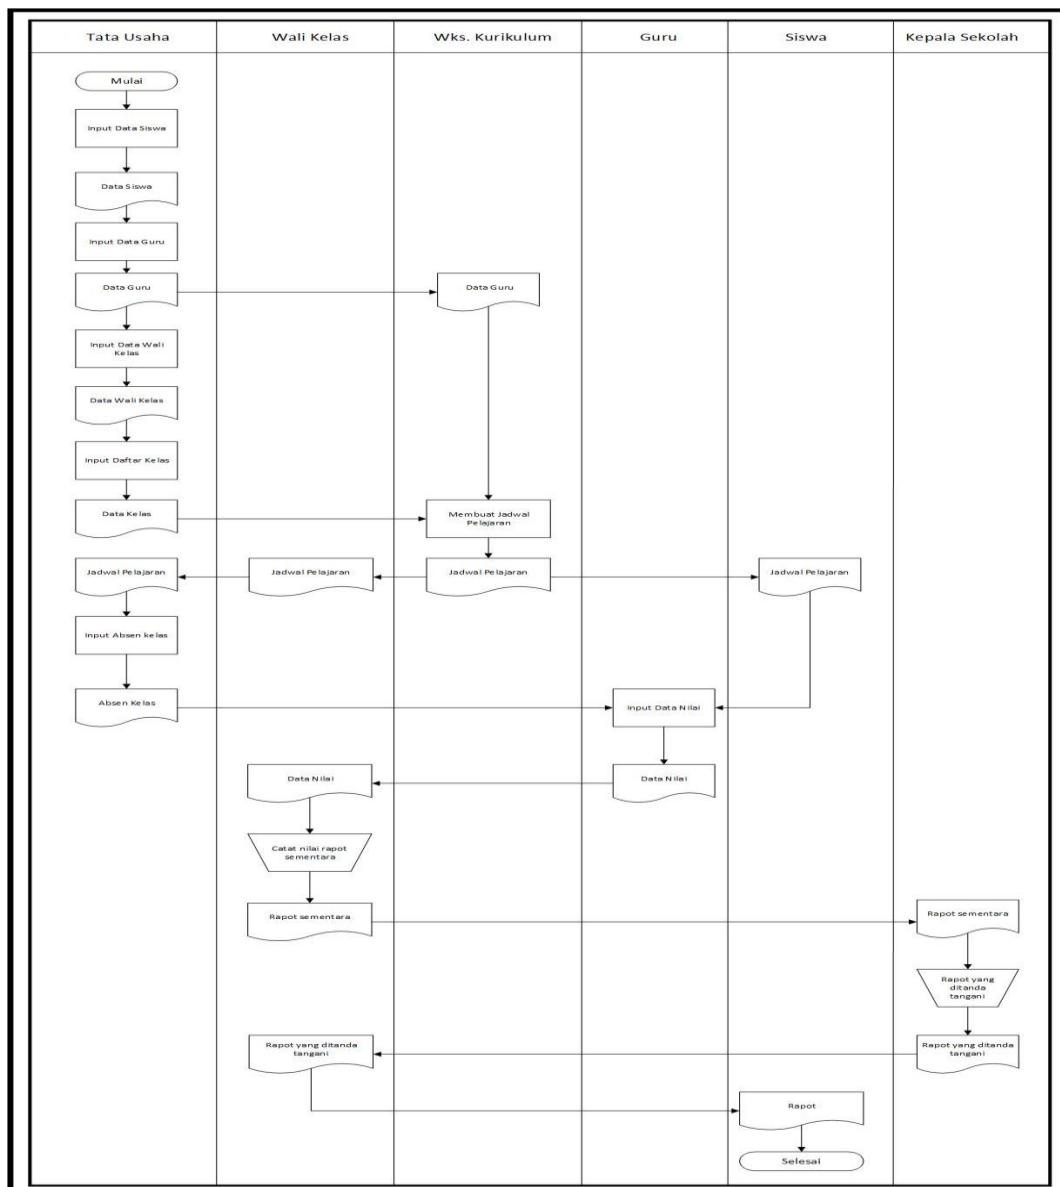 Tata Usaha
Wali Kelas
Wks. Kurikulum
Guru
Siswa
Kepala Sekolah
Mulai
Input Data Siswa
Data Siswa
Input Data Guru
Data Guru
Data Guru
Input Data Wali
Kelas
Data Wali Kelas
Input Daftar Kelas
Data Kelas
Membuat Jadwal
Pelajaran
Jadwal Pelajaran
Jadwal Pelajaran
Jadwal Pelajaran
Jadwal Pelajaran
Input Absen kelas
Absen Kelas
Input Data Nilai
Data Nilai
Data Nilai
Catat nilai rapot
sementara
Rapot sementara
Rapot sementara
Rapot yang
ditanda
tangani
Rapot yang ditanda
tangani
Rapot yang ditanda
tangani
Rapot
Selesai